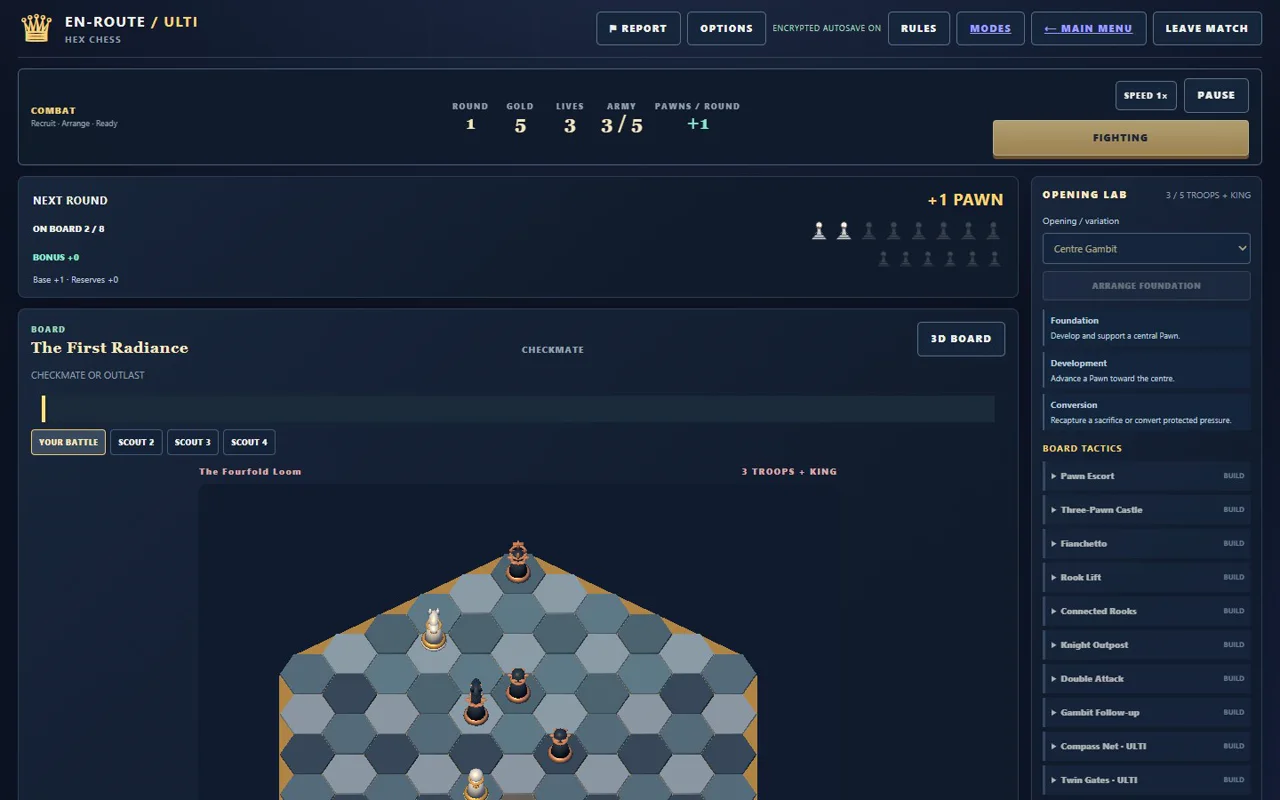 EN-ROUTE / ULTI
HEX CHESS
⚑ REPORT
OPTIONS
ENCRYPTED AUTOSAVE ON
RULES
MODES
← MAIN MENU
LEAVE MATCH
COMBAT
Recruit · Arrange · Ready
ROUND GOLD LIVES ARMY PAWNS / ROUND
1 5 3 3 / 5 +1
SPEED 1x
PAUSE
FIGHTING
NEXT ROUND
+1 PAWN
ON BOARD 2 / 8
BONUS +0
Base +1 · Reserves +0
BOARD
The First Radiance
CHECKMATE
3D BOARD
CHECKMATE OR OUTLAST
YOUR BATTLE
SCOUT 2
SCOUT 3
SCOUT 4
The Fourfold Loom
3 TROOPS + KING
OPENING LAB
3 / 5 TROOPS + KING
Opening / variation
Centre Gambit
ARRANGE FOUNDATION
Foundation
Develop and support a central Pawn.
Development
Advance a Pawn toward the centre.
Conversion
Recapture a sacrifice or convert protected pressure.
BOARD TACTICS
▸ Pawn Escort BUILD
▸ Three-Pawn Castle BUILD
▸ Fianchetto BUILD
▸ Rook Lift BUILD
▸ Connected Rooks BUILD
▸ Knight Outpost BUILD
▸ Double Attack BUILD
▸ Gambit Follow-up BUILD
▸ Compass Net · ULTI BUILD
▸ Twin Gates · ULTI BUILD